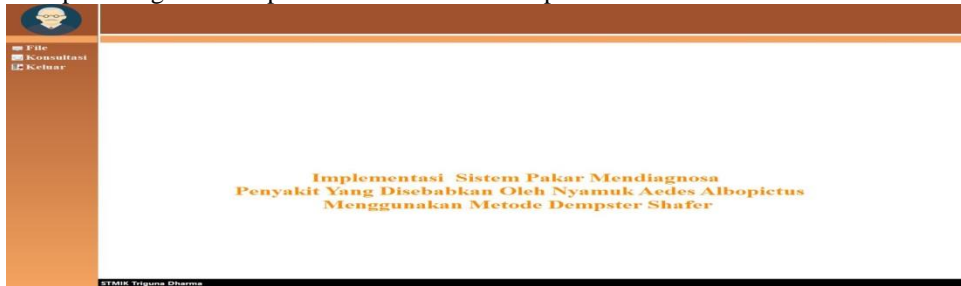 File
Konsultasi
Keluar
Implementasi Sistem Pakar Mendiagnosa
Penyakit Yang Disebabkan Oleh Nyamuk Aedes Albopictus
Menggunakan Metode Dempster Shafer
STMIK Triguna Dharma